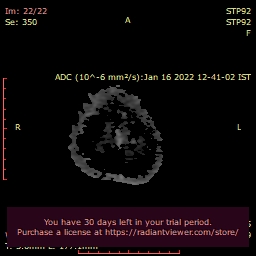 Im: 22/22
Se: 350
A
STP92
STP92
F
ADC (10^-6 mm²/s):Jan 16 2022 12-41-02 IST
R
L
You have 30 days left in your trial period.
Purchase a license at https://radiantviewer.com/store/